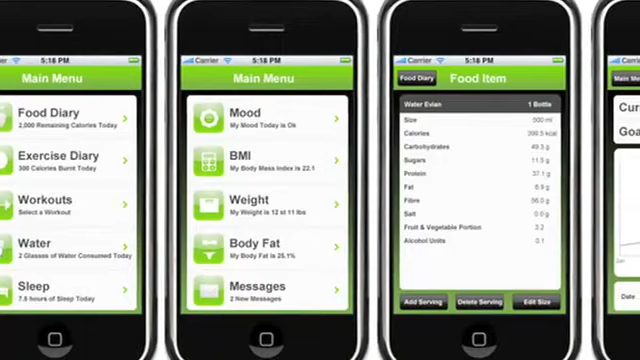 Carrier 5:18 PM
Main Menu
Food Diary
2,000 Remaining Calories Today
Exercise Diary
300 Calories Burnt Today
Workouts
Select a Workout
Water
2 Glasses of Water Consumed Today
Sleep
7.5 hours of Sleep Today
Carrier 5:18 PM
Main Menu
Mood
My Mood Today is Ok
BMI
My Body Mass Index is 22.1
Weight
My Weight is 12 st 11 lbs
Body Fat
My Body Fat is 25.1%
Messages
2 New Messages
Carrier 5:18 PM
Food Diary Food Item
Water Evian 1 Bottle
Size 500 ml
Calories 399.5 kcal
Carbohydrates 49.5 g
Sugars 11.5 g
Protein 37.1 g
Fat 8.9 g
Fibre 56.0 g
Salt 0.0 g
Fruit & Vegetable Portion 3.2
Alcohol Units 0.1
Add Serving Delete Serving Edit Size
Carrier
Main Men
Cur
Goa
Jan
Date